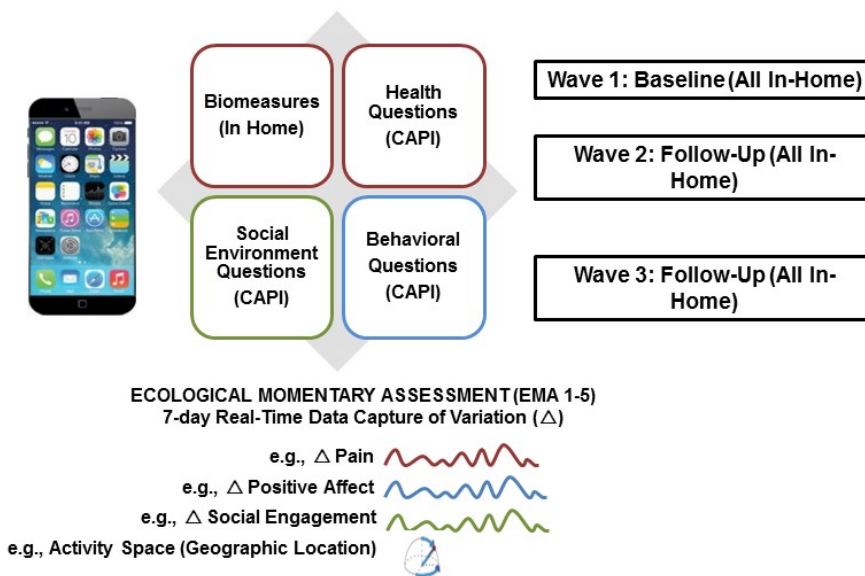 Biomeasures
(In Home)
Health
Questions
(CAPI)
Social
Environment
Questions
(CAPI)
Behavioral
Questions
(CAPI)
Wave 1: Baseline (All In-Home)
Wave 2: Follow-Up (All In-
Home)
Wave 3: Follow-Up (All In-
Home)
ECOLOGICAL MOMENTARY ASSESSMENT (EMA 1-5)
7-day Real-Time Data Capture of Variation (△)
e.g., △ Pain
e.g., △ Positive Affect
e.g., △ Social Engagement
e.g., Activity Space (Geographic Location)